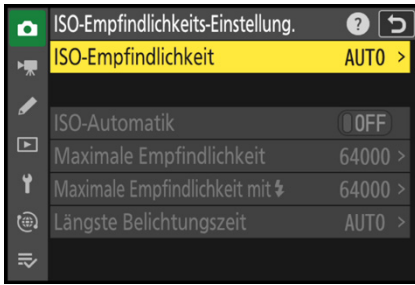 ISO-Empfindlichkeits-Einstellung. ?
ISO-Empfindlichkeit AUTO >
ISO-Automatik OFF
Maximale Empfindlichkeit 64000 >
Maximale Empfindlichkeit mit 64000 >
Längste Belichtungszeit AUTO >